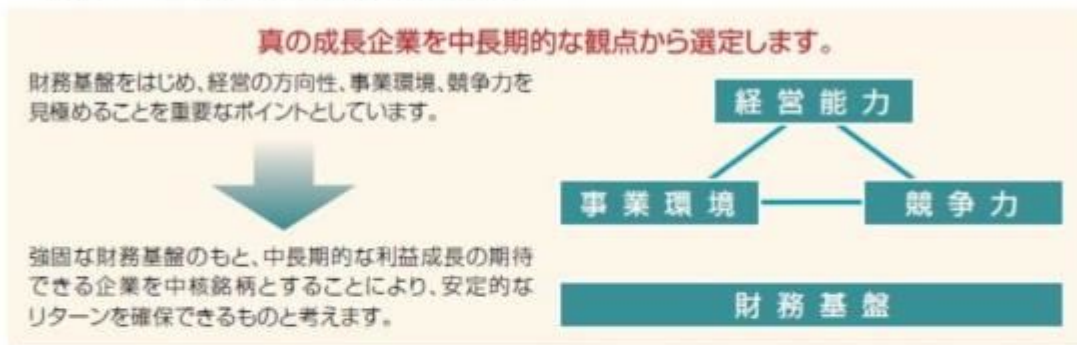 真の成長企業を中長期的な観点から選定します。
財務基盤をはじめ、経営の方向性、事業環境、競争力を
見極めることを重要なポイントとしています。
強固な財務基盤のもと、中長期的な利益成長の期待
できる企業を中核銘柄とすることにより、安定的な
リターンを確保できるものと考えます。
経営能力
事業環境
競争力
財務基盤